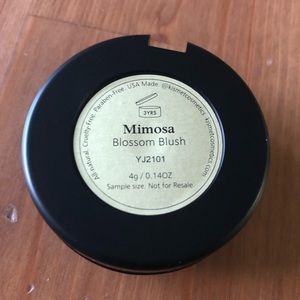 All natural. Cruelty-Free. Paraben-Free. USA Made @kismetcosmetics kismetcosmetics.com
3YRS
Mimosa
Blossom Blush
YJ2101
4g / 0.14OZ
Sample size. Not for Resale.